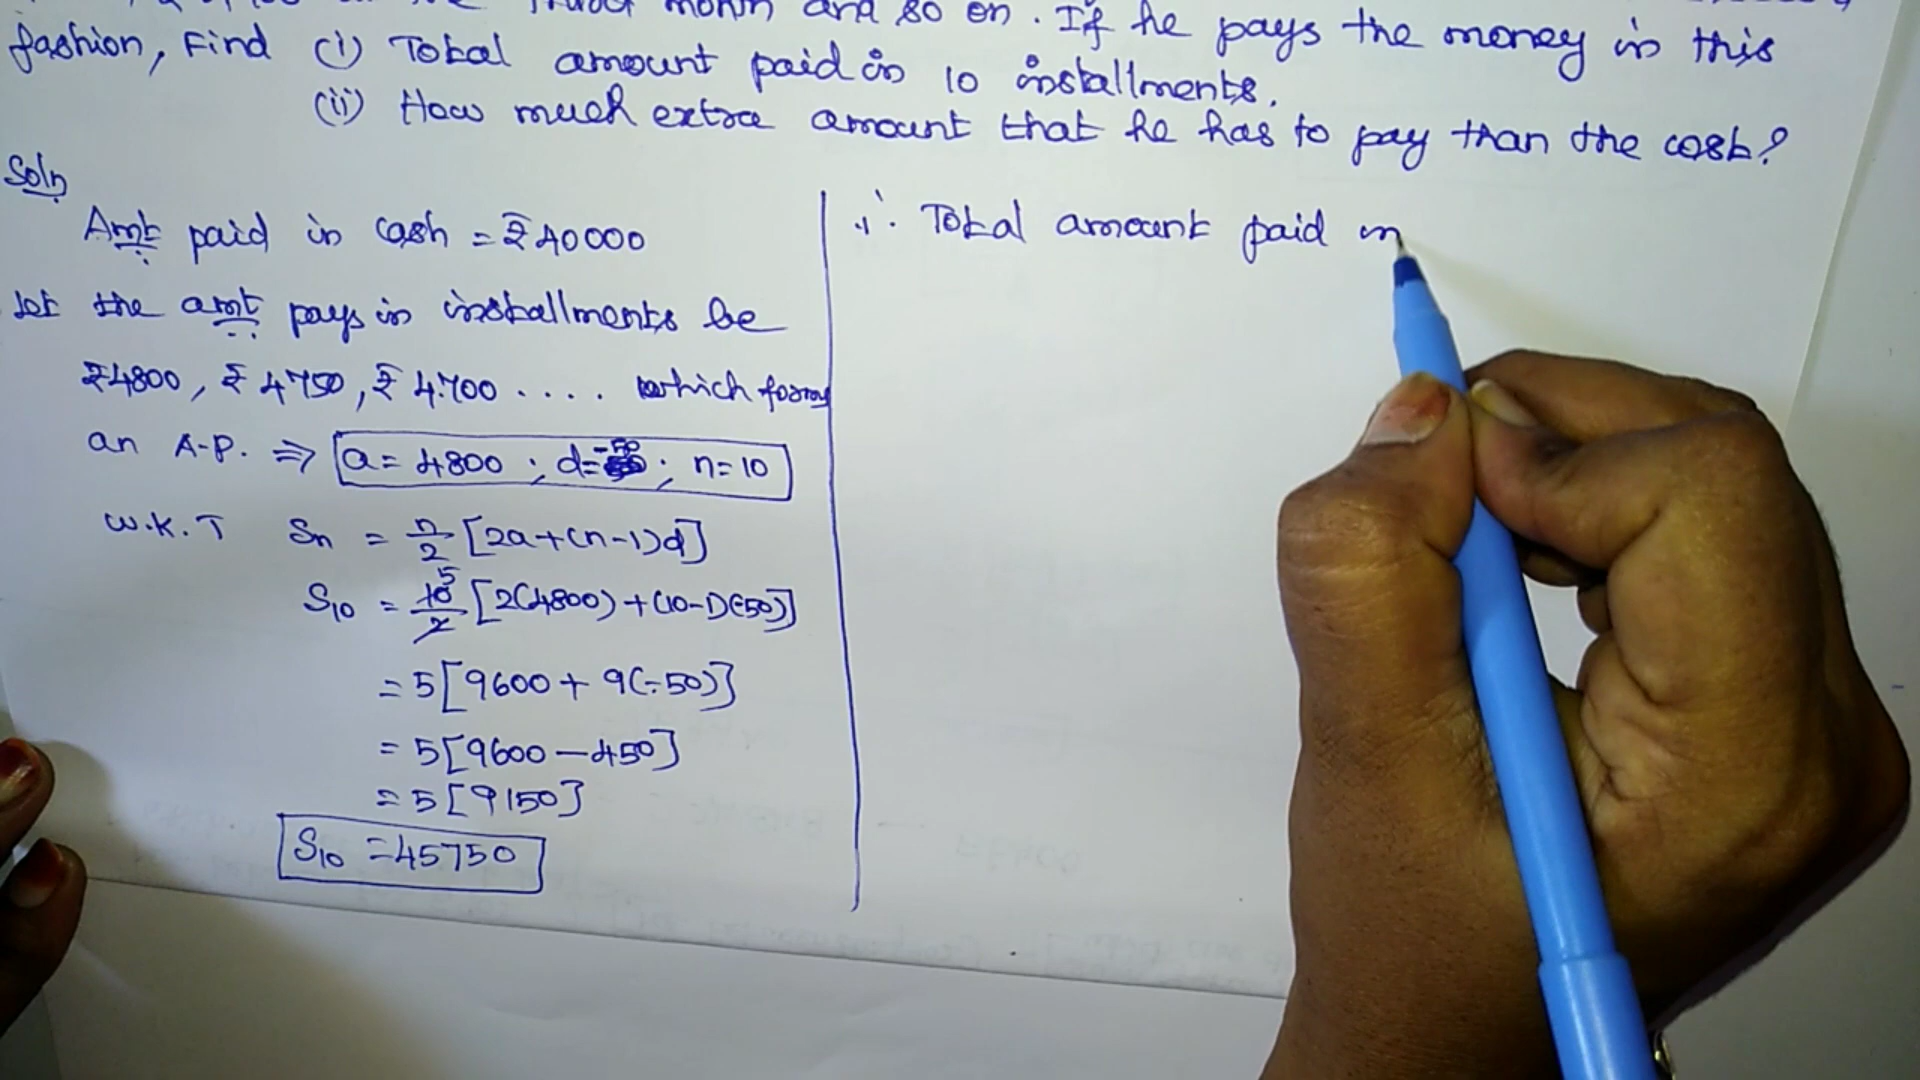 month and so on. If he pays the money in this
fashion, Find (i) Total amount paid in 10 installments.
(ii) How much extra amount that he has to pay than the cost?
Soln
Amt paid in cash = ₹40000
let the amt pays in installments be
₹4800, ₹4750, ₹4700 .... which forms
an A.P. ⇒ a = 4800 ; d = -50 ; n = 10
W.K.T Sn = n/2 [2a+(n-1)d]
S10 = 10/2 5 [2(4800)+(10-1)(-50)]
= 5[9600+ 9(-50)]
= 5[9600-450]
= 5[9150]
S10 = 45750
∴ Total amount paid in